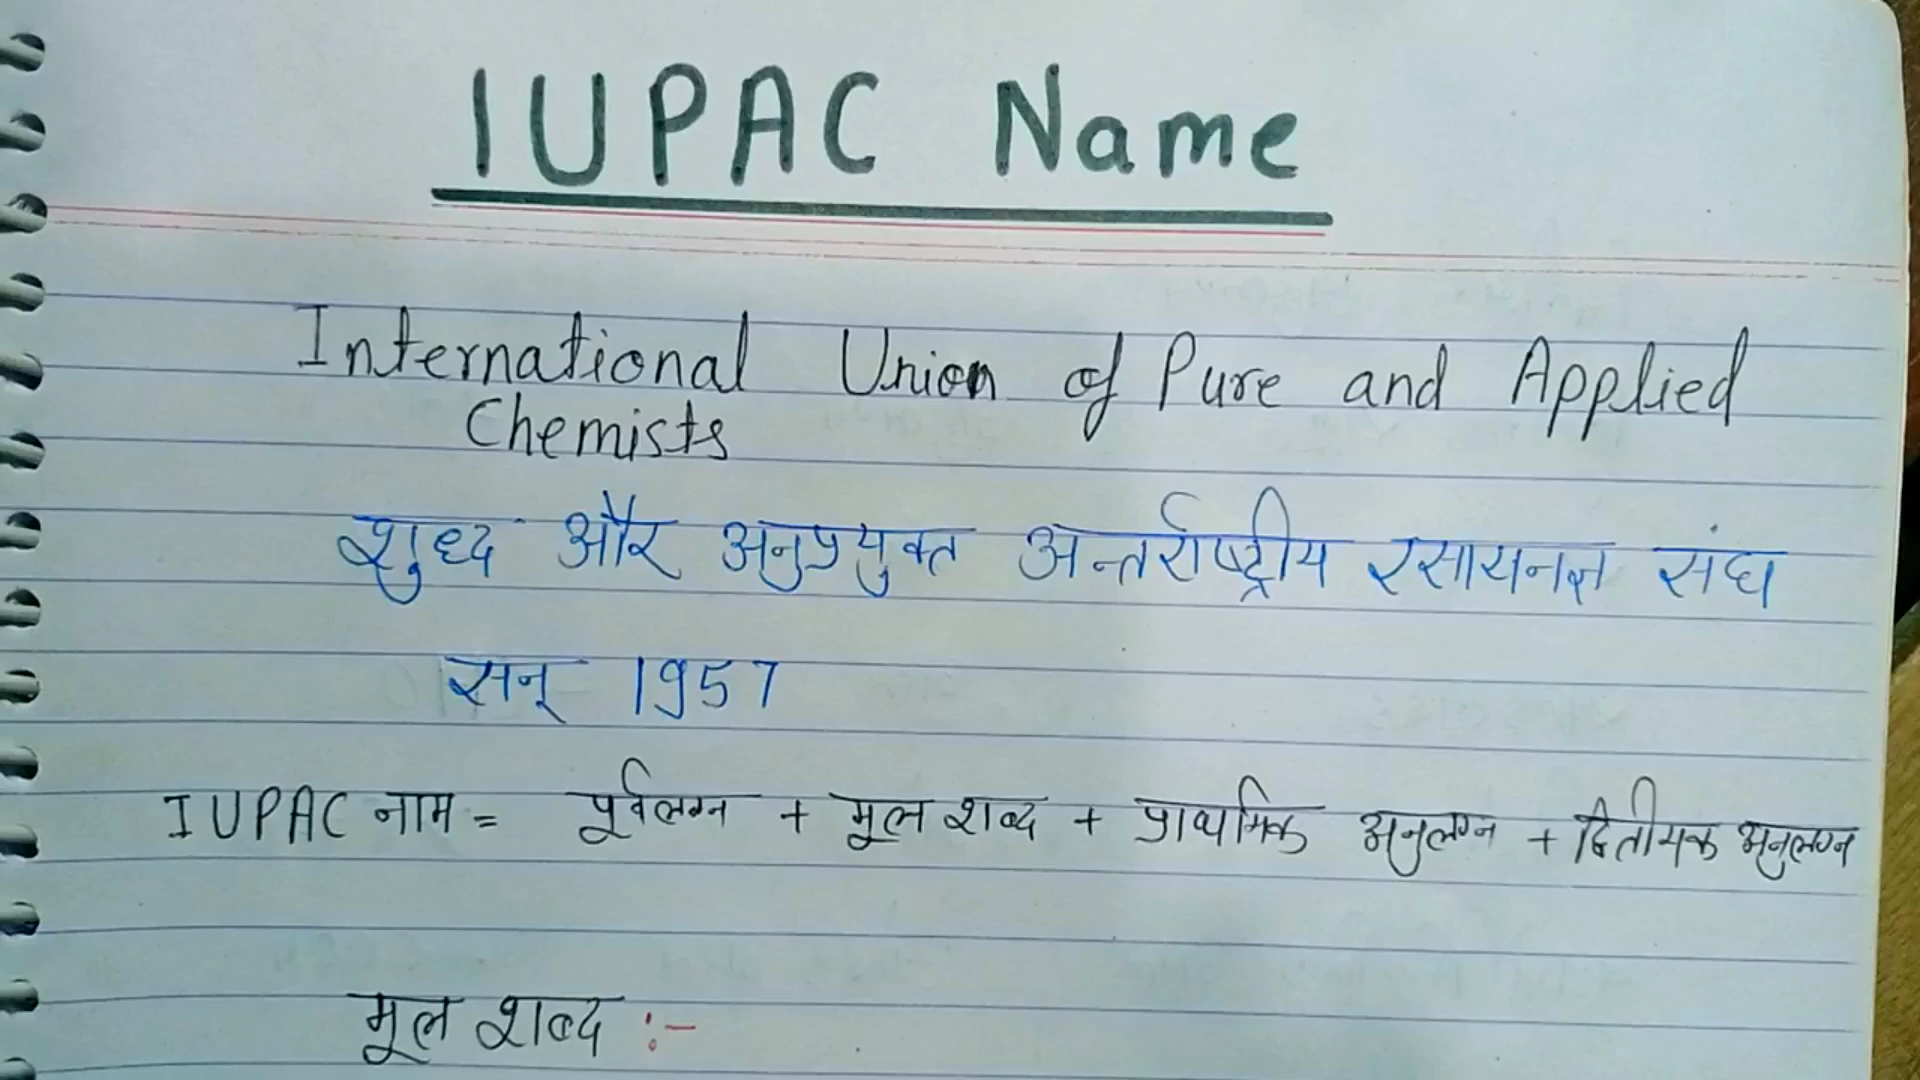 IUPAC Name
International Union of Pure and Applied
Chemists
शुध्द और अनुप्रयुक्त अन्तर्राष्ट्रीय रसायनज्ञ संघ
सन् 1957
IUPAC नाम = पूर्वलग्न + मूल शब्द + प्राथमिक अनुलग्न + द्वितीयक अनुलग्न
मूल शब्द :-